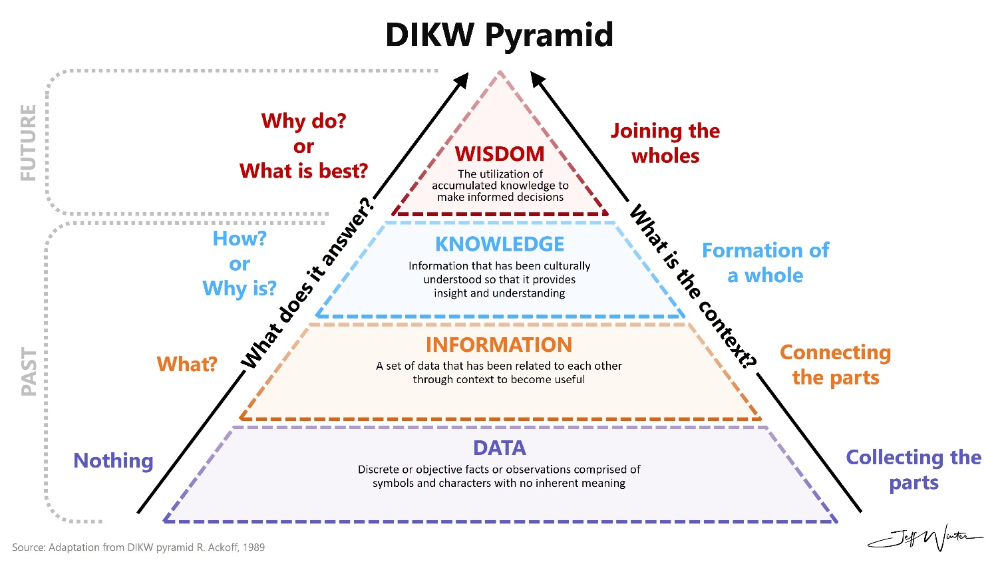 DIKW Pyramid
FUTURE
Why do?
or
What is best?
WISDOM
The utilization of
accumulated knowledge to
make informed decisions
Joining the
wholes
What does it answer?
What is the context?
PAST
How?
or
Why is?
KNOWLEDGE
Information that has been culturally
understood so that it provides
insight and understanding
Formation of
a whole
What?
INFORMATION
A set of data that has been related to each other
through context to become useful
Connecting
the parts
Nothing
DATA
Discrete or objective facts or observations comprised of
symbols and characters with no inherent meaning
Collecting the
parts
Source: Adaptation from DIKW pyramid R. Ackoff, 1989
Jeff Winter